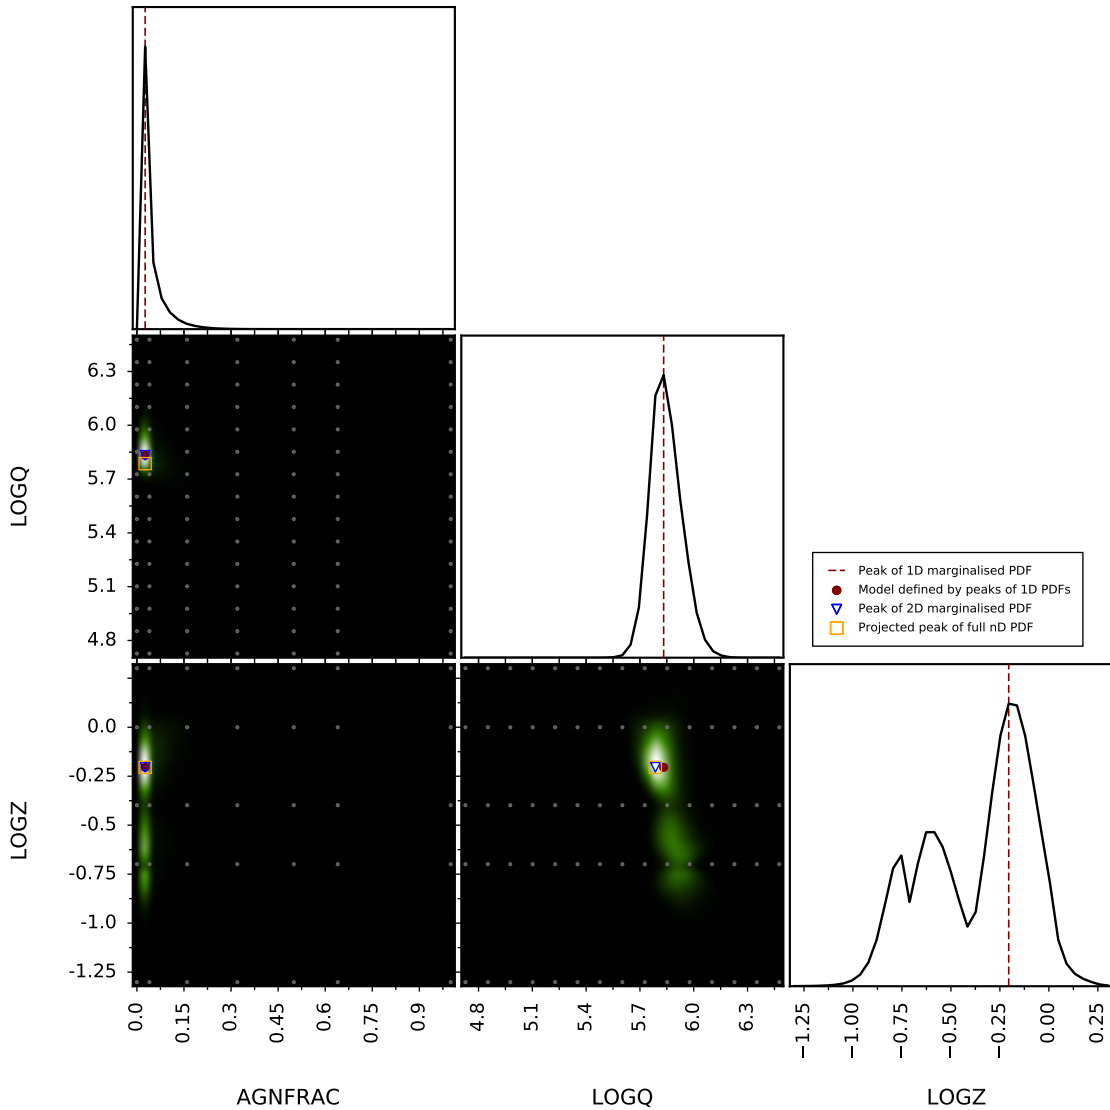 6.3
6.0
5.7
5.4
5.1
4.8
LOGQ
Peak of 1D marginalised PDF
Model defined by peaks of 1D PDFs
Peak of 2D marginalised PDF
Projected peak of full nD PDF
0.0
-0.25
-0.5
-0.75
-1.0
-1.25
LOGZ
0.0 0.15 0.3 0.45 0.6 0.75 0.9
4.8 5.1 5.4 5.7 6.0 6.3
−1.25 −1.00 −0.75 −0.50 −0.25 0.00 0.25
AGNFRAC LOGQ LOGZ